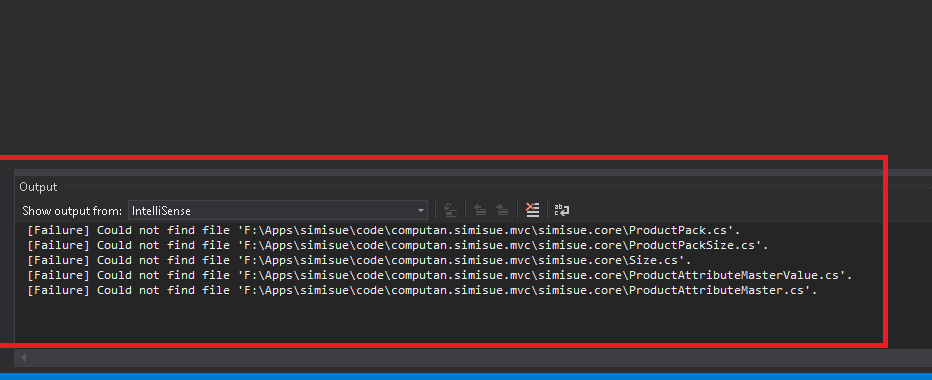 Output
Show output from: IntelliSense
[Failure] Could not find file 'F:\Apps\simisue\code\computan.simisue.mvc\simisue.core\ProductPack.cs'.
[Failure] Could not find file 'F:\Apps\simisue\code\computan.simisue.mvc\simisue.core\ProductPackSize.cs'.
[Failure] Could not find file 'F:\Apps\simisue\code\computan.simisue.mvc\simisue.core\Size.cs'.
[Failure] Could not find file 'F:\Apps\simisue\code\computan.simisue.mvc\simisue.core\ProductAttributeMasterValue.cs'.
[Failure] Could not find file 'F:\Apps\simisue\code\computan.simisue.mvc\simisue.core\ProductAttributeMaster.cs'.